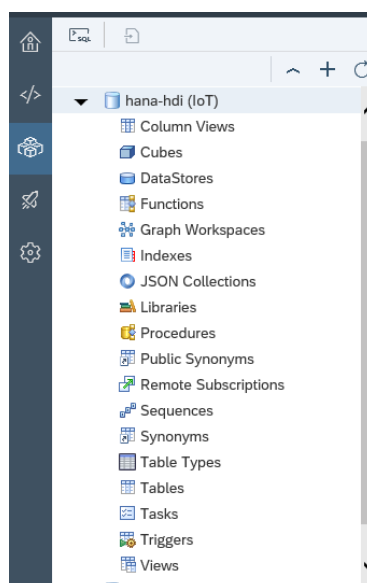 SQL
hana-hdi (IoT)
Column Views
Cubes
DataStores
Functions
Graph Workspaces
Indexes
JSON Collections
Libraries
Procedures
Public Synonyms
Remote Subscriptions
Sequences
Synonyms
Table Types
Tables
Tasks
Triggers
Views